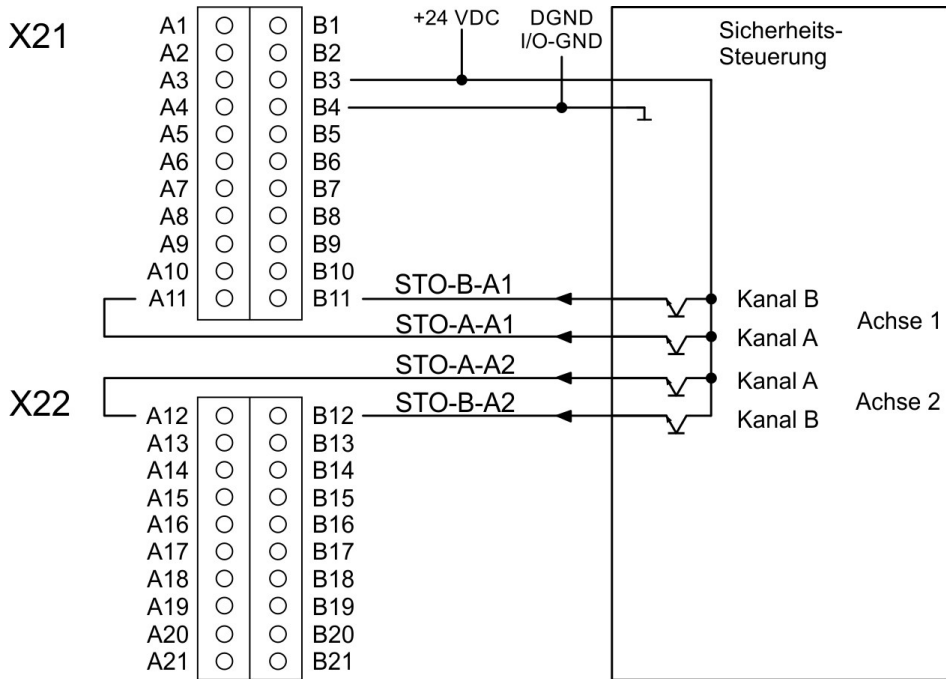 X21
+24 VDC
DGND
I/O-GND
Sicherheits-
Steuerung
A1 B1
A2 B2
A3 B3
A4 B4
A5 B5
A6 B6
A7 B7
A8 B8
A9 B9
A10 B10
A11 B11
STO-B-A1
Kanal B
STO-A-A1
Kanal A
Achse 1
X22
STO-A-A2
Kanal A
STO-B-A2
Kanal B
Achse 2
A12 B12
A13 B13
A14 B14
A15 B15
A16 B16
A17 B17
A18 B18
A19 B19
A20 B20
A21 B21